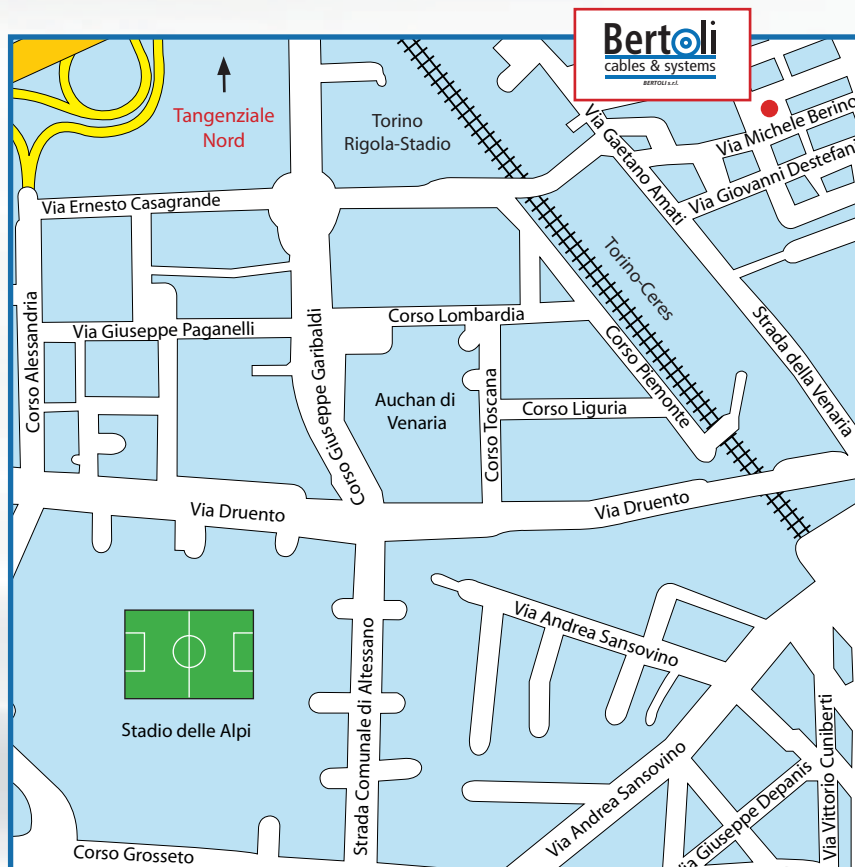 Bertoli
cables & systems
BERTOLI s.r.l.
Tangenziale
Nord
Torino
Rigola-Stadio
Via Gaetano Amati
Via Michele Berino
Via Giovanni Destefan
Via Ernesto Casagrande
Torino-Ceres
Corso Alessandria
Via Giuseppe Paganelli
Corso Giuseppe Garibaldi
Corso Lombardia
Corso Piemonte
Strada della Venaria
Auchan di
Venaria
Corso Toscana
Corso Liguria
Via Druento
Via Druento
Via Andrea Sansovino
Stadio delle Alpi
Strada Comunale di Altessano
Via Andrea Sansovino
Via Giuseppe Depanis
Via Vittorio Cuniberti
Corso Grosseto